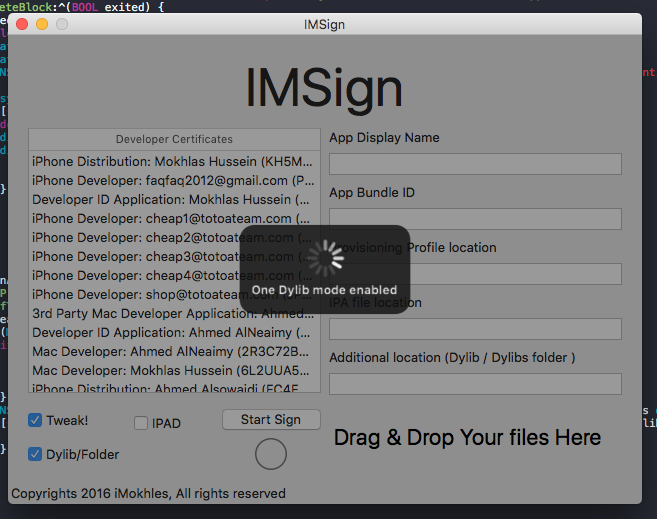 eteBlock:^(BOOL exited) {
IMSign
IMSign
Developer Certificates
iPhone Distribution: Mokhlas Hussein (KH5M...
iPhone Developer: faqfaq2012@gmail.com (P...
Developer ID Application: Mokhlas Hussein (...
iPhone Developer: cheap1@totoateam.com (...
iPhone Developer: cheap2@totoateam.com (...
iPhone Developer: cheap3@totoateam.com (...
iPhone Developer: cheap4@totoateam.com (...
iPhone Developer: shop@totoateam.com
3rd Party Mac Developer Application: Ahmed
Developer ID Application: Ahmed AlNeaimy (...
Mac Developer: Ahmed AlNeaimy (2R3C72B...
Mac Developer: Mokhlas Hussein (6L2UUA5...
iPhone Distribution: Ahmed Alsowaidi (FC4F
App Display Name
App Bundle ID
Provisioning Profile location
IPA file location
Additional location (Dylib / Dylibs folder )
One Dylib mode enabled
Tweak!
IPAD
Start Sign
Dylib/Folder
Drag & Drop Your files Here
Copyrights 2016 iMokhles, All rights reserved